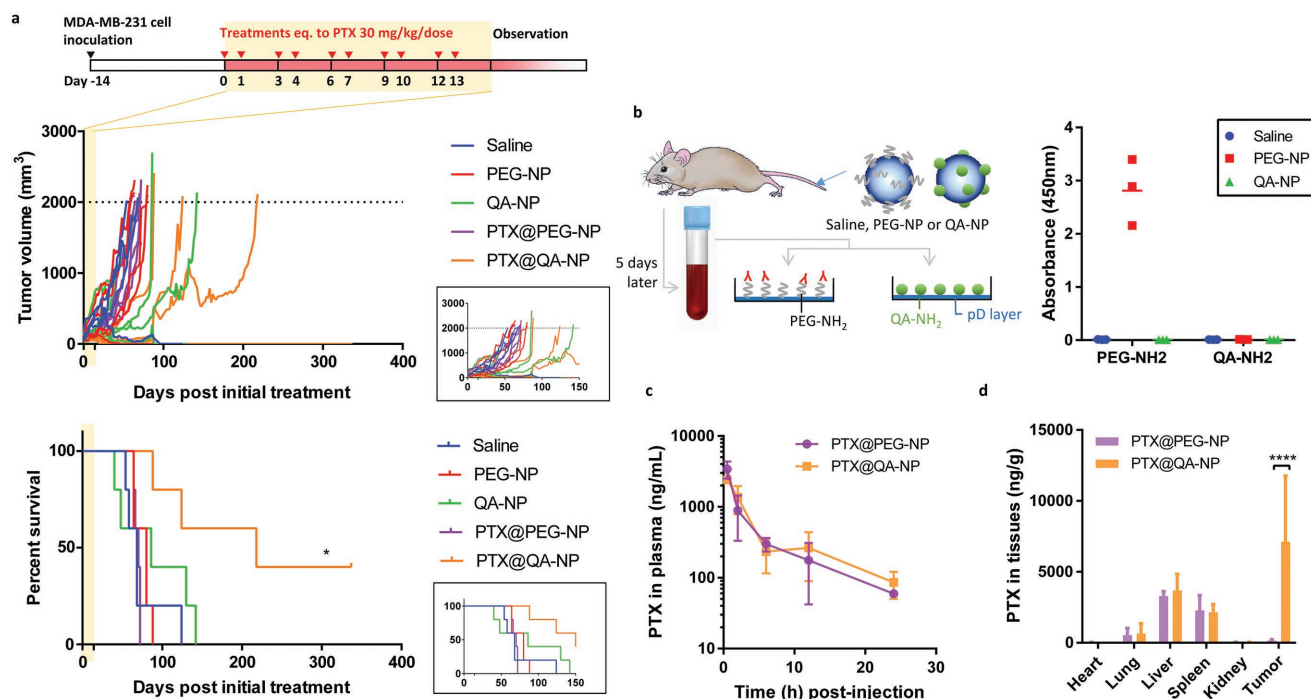 a
MDA-MB-231 cell
inoculation
Treatments eq. to PTX 30 mg/kg/dose
Observation
Day -14 0 1 3 4 6 7 9 10 12 13
3000
2000
1000
0
Tumor volume (mm³)
0 100 200 300 400
Days post initial treatment
Saline
PEG-NP
QA-NP
PTX@PEG-NP
PTX@QA-NP
3000
2000
1000
0
0 50 100 150
100
50
0
Percent survival
*
0 100 200 300 400
Days post initial treatment
Saline
PEG-NP
QA-NP
PTX@PEG-NP
PTX@QA-NP
100
50
0
0 50 100 150
b
Saline, PEG-NP or QA-NP
5 days
later
PEG-NH₂
QA-NH₂
pD layer
4
3
2
1
0
Absorbance (450nm)
PEG-NH2 QA-NH2
Saline
PEG-NP
QA-NP
c
10000
1000
100
10
PTX in plasma (ng/mL)
PTX@PEG-NP
PTX@QA-NP
0 10 20 30
Time (h) post-injection
d
15000
10000
5000
0
PTX in tissues (ng/g)
PTX@PEG-NP
PTX@QA-NP
****
Heart
Lung
Liver
Spleen
Kidney
Tumor